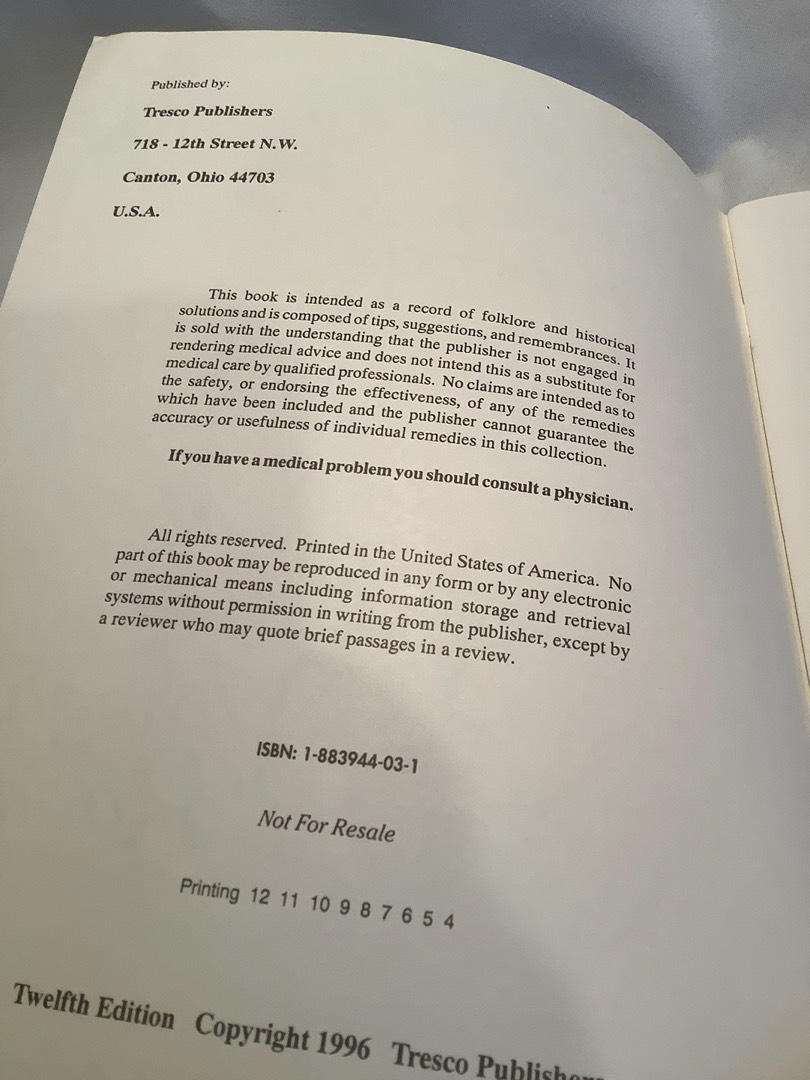 Published by:
Tresco Publishers
718 - 12th Street N.W.
Canton, Ohio 44703
U.S.A.
This book is intended as a record of folklore and historical
solutions and is composed of tips, suggestions, and remembrances. It
is sold with the understanding that the publisher is not engaged in
rendering medical advice and does not intend this as a substitute for
medical care by qualified professionals. No claims are intended as to
the safety, or endorsing the effectiveness, of any of the remedies
which have been included and the publisher cannot guarantee the
accuracy or usefulness of individual remedies in this collection.
If you have a medical problem you should consult a physician.
All rights reserved. Printed in the United States of America. No
part of this book may be reproduced in any form or by any electronic
or mechanical means including information storage and retrieval
systems without permission in writing from the publisher, except by
a reviewer who may quote brief passages in a review.
ISBN: 1-883944-03-1
Not For Resale
Printing 12 11 10 9 8 7 6 5 4
Twelfth Edition Copyright 1996 Tresco Publishers